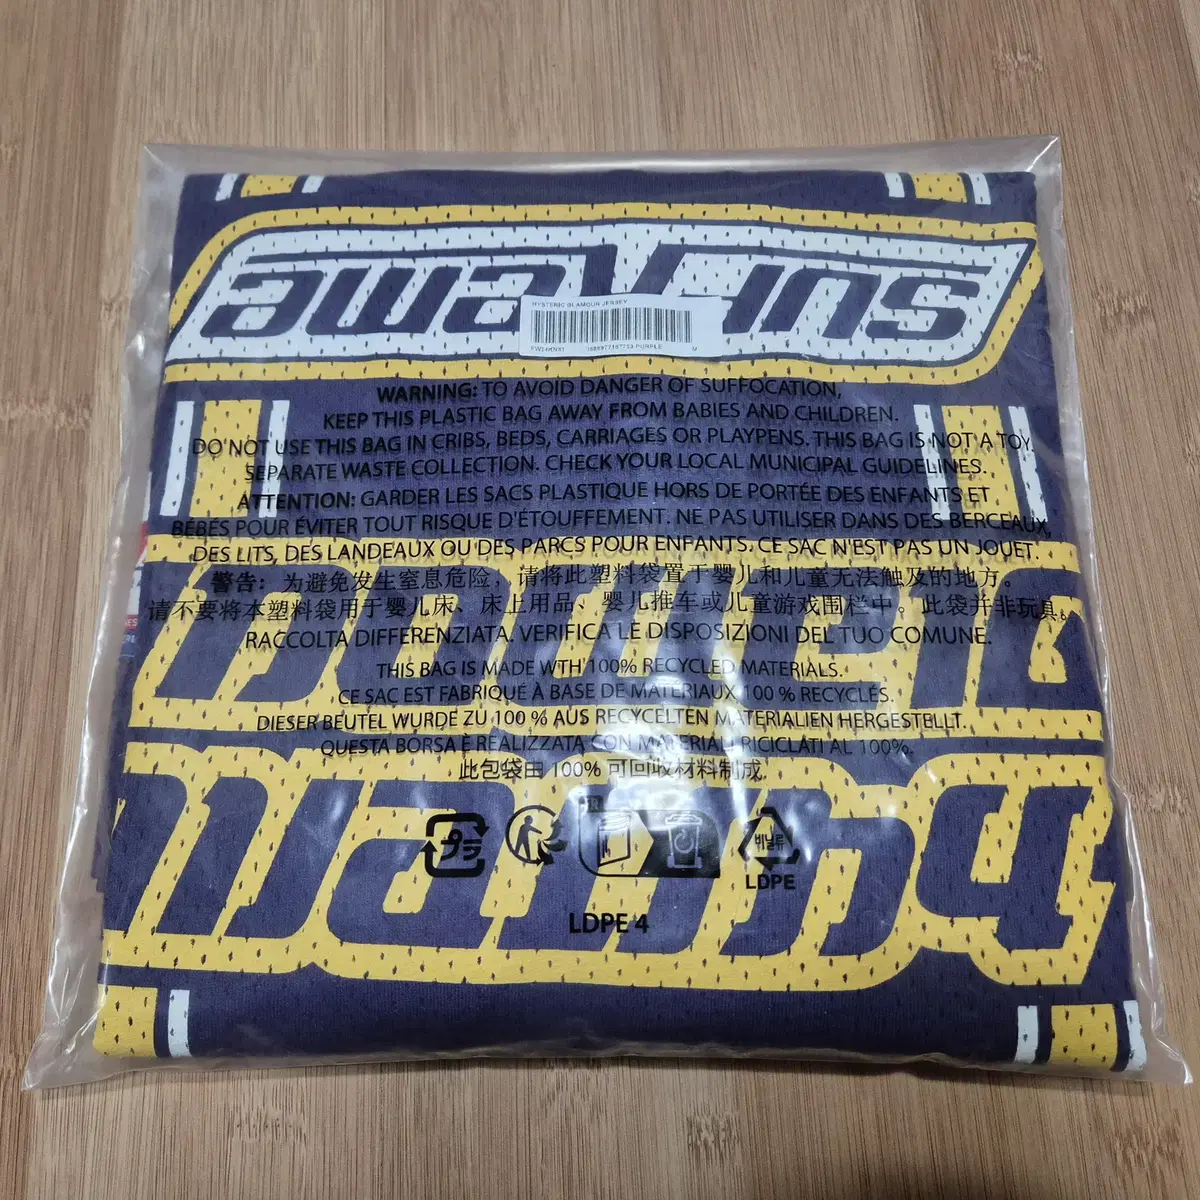 HYSTERIC GLAMOUR JERSEY
PURPLE M
WARNING: TO AVOID DANGER OF SUFFOCATION,
KEEP THIS PLASTIC BAG AWAY FROM BABIES AND CHILDREN.
DO NOT USE THIS BAG IN CRIBS, BEDS, CARRIAGES OR PLAYPENS. THIS BAG IS NOT A TOY.
SEPARATE WASTE COLLECTION. CHECK YOUR LOCAL MUNICIPAL GUIDELINES.
ATTENTION: GARDER LES SACS PLASTIQUE HORS DE PORTÉE DES ENFANTS ET
BÉBÉS POUR ÉVITER TOUT RISQUE D'ÉTOUFFEMENT. NE PAS UTILISER DANS DES BERCEAUX,
DES LITS, DES LANDEAUX OU DES PARCS POUR ENFANTS. CE SAC N'EST PAS UN JOUET.
警告: 为避免发生窒息危险，请将此塑料袋置于婴儿和儿童无法触及的地方。
请不要将本塑料袋用于婴儿床、床上用品、婴儿推车或儿童游戏围栏中。此袋并非玩具。
RACCOLTA DIFFERENZIATA. VERIFICA LE DISPOSIZIONI DEL TUO COMUNE.
THIS BAG IS MADE WTH 100% RECYCLED MATERIALS.
CE SAC EST FABRIQUÉ À BASE DE MATERIAUX 100 % RECYCLÉS.
DIESER BEUTEL WURDE ZU 100 % AUS RECYCELTEN MATERIALIEN HERGESTELLT.
QUESTA BORSA È REALIZZATA CON MATERIALI RICICLATI AL 100%.
此包袋由 100% 可回收材料制成.
プラ
비닐류
LDPE
LDPE 4